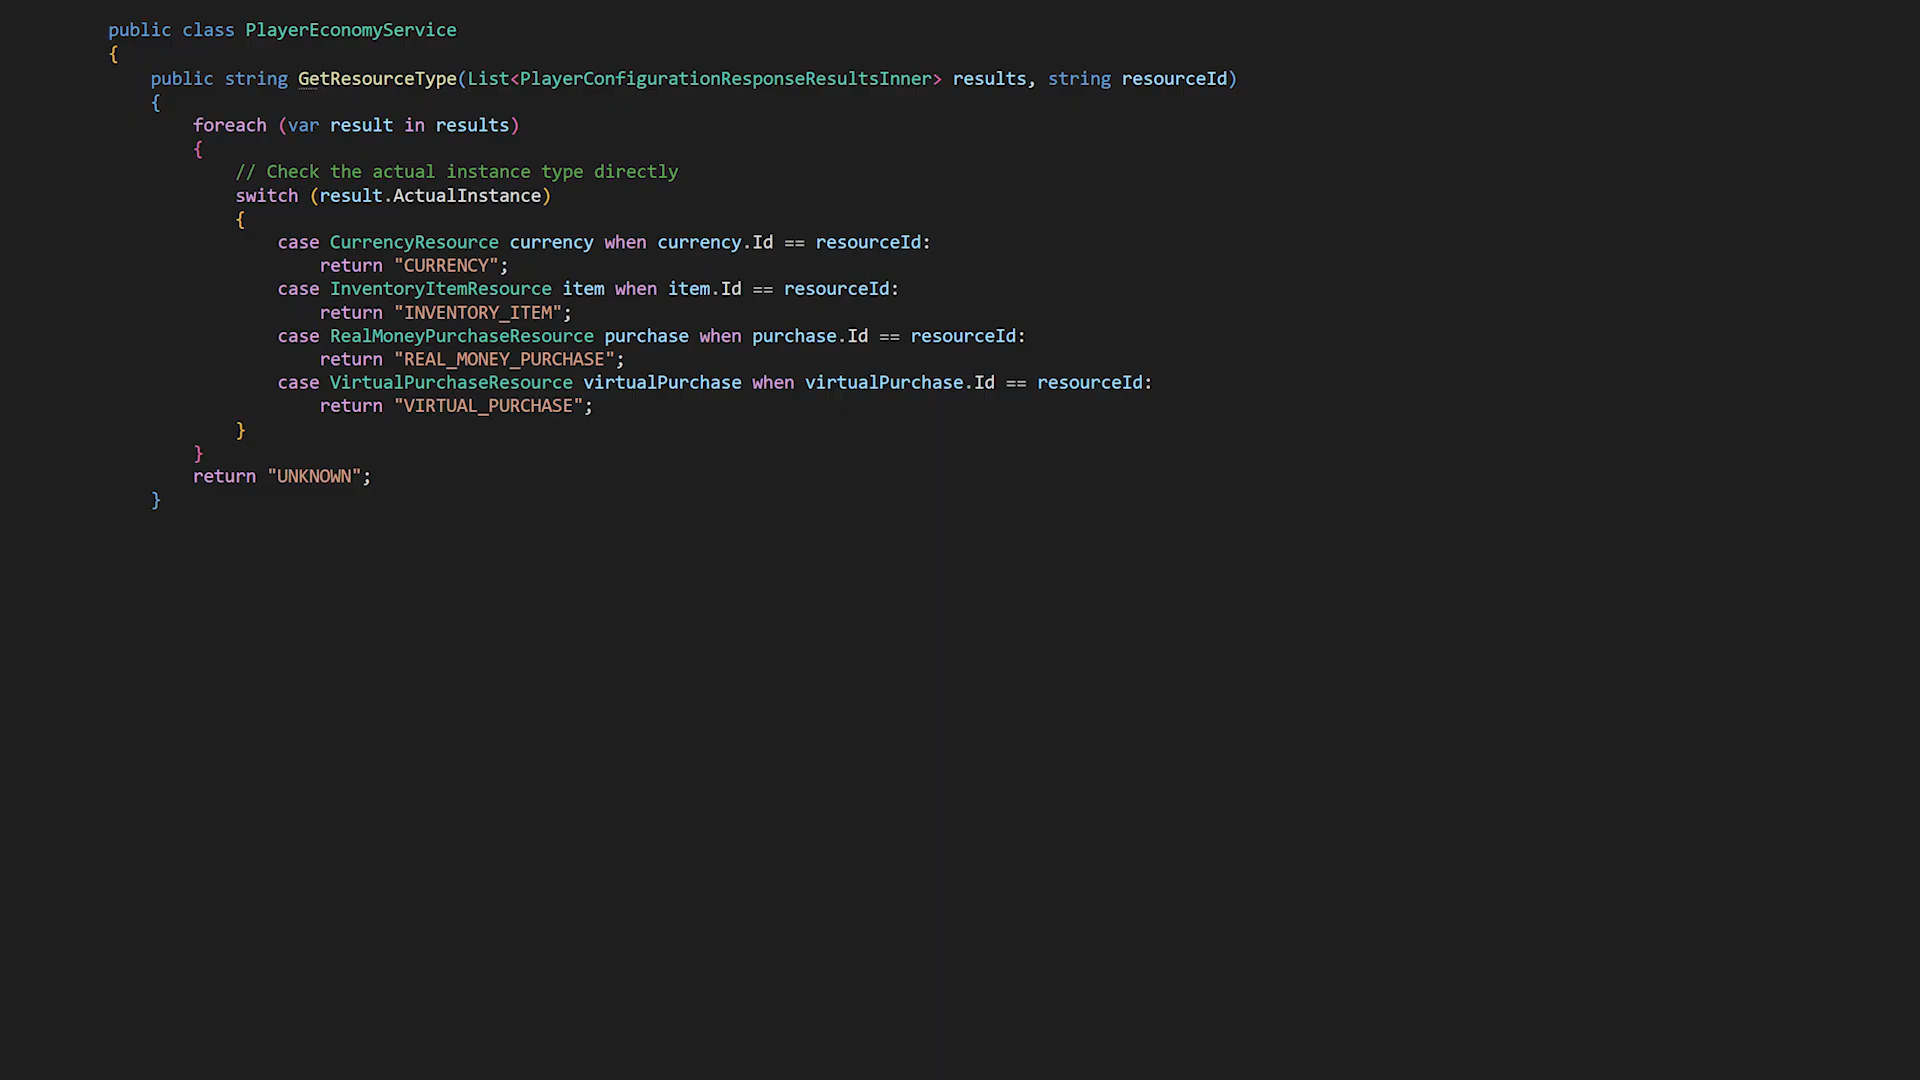 public class PlayerEconomyService
{
public string GetResourceType(List<PlayerConfigurationResponseResultsInner> results, string resourceId)
{
foreach (var result in results)
{
// Check the actual instance type directly
switch (result.ActualInstance)
{
case CurrencyResource currency when currency.Id == resourceId:
return "CURRENCY";
case InventoryItemResource item when item.Id == resourceId:
return "INVENTORY_ITEM";
case RealMoneyPurchaseResource purchase when purchase.Id == resourceId:
return "REAL_MONEY_PURCHASE";
case VirtualPurchaseResource virtualPurchase when virtualPurchase.Id == resourceId:
return "VIRTUAL_PURCHASE";
}
}
return "UNKNOWN";
}